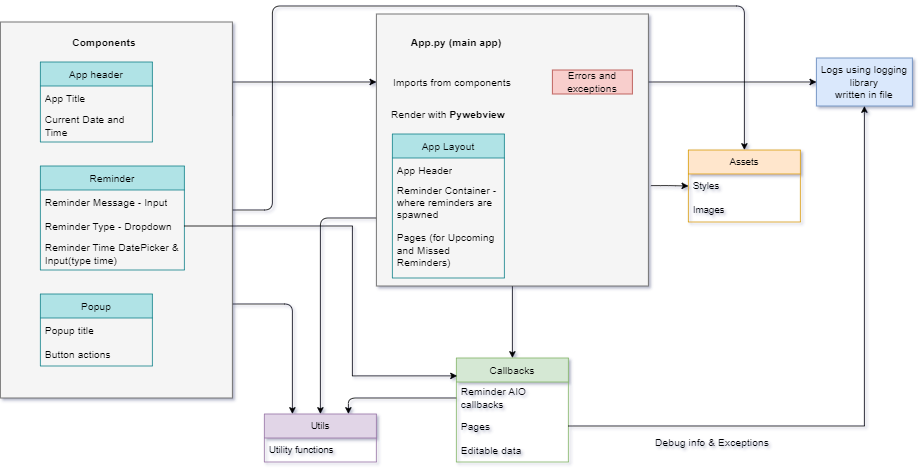 Components
App header
App Title
Current Date and
Time
Reminder
Reminder Message - Input
Reminder Type - Dropdown
Reminder Time DatePicker &
Input(type time)
Popup
Popup title
Button actions
App.py (main app)
Imports from components
Errors and
exceptions
Render with Pywebview
App Layout
App Header
Reminder Container -
where reminders are
spawned
Pages (for Upcoming
and Missed
Reminders)
Logs using logging
library
written in file
Assets
Styles
Images
Callbacks
Reminder AIO
callbacks
Pages
Editable data
Utils
Utility functions
Debug info & Exceptions